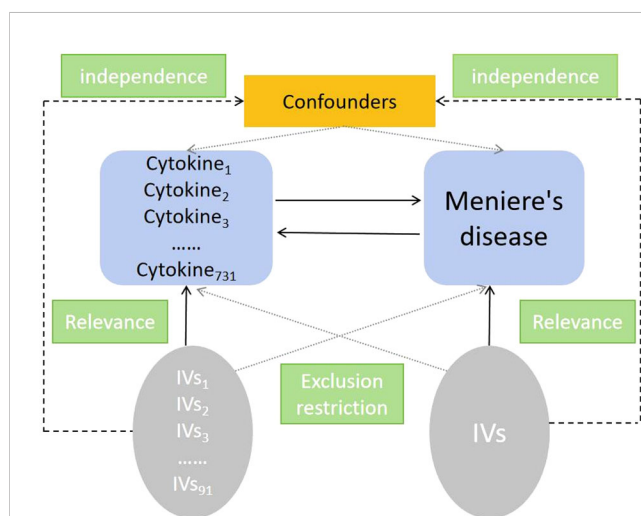 independence
independence
Confounders
Cytokine₁
Cytokine₂
Cytokine₃
......
Cytokine₇₃₁
Meniere's
disease
Relevance
Relevance
Exclusion
restriction
IVs₁
IVs₂
IVs₃
......
IVs₉₁
IVs